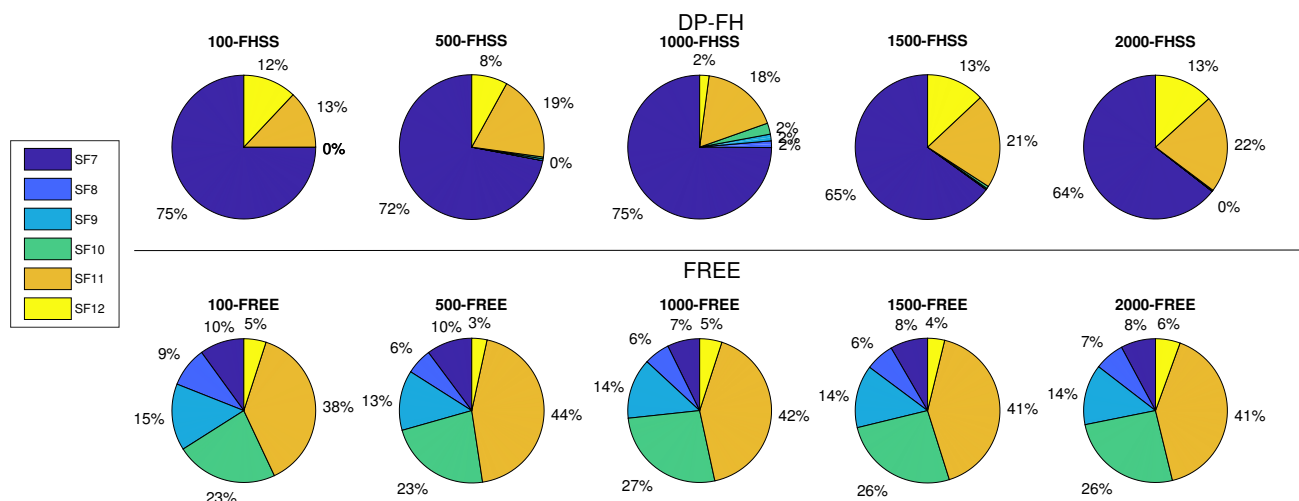 DP-FH
100-FHSS
12%
13%
0%
75%
500-FHSS
8%
19%
0%
72%
1000-FHSS
2%
18%
2%
2%
2%
75%
1500-FHSS
13%
21%
65%
2000-FHSS
13%
22%
0%
64%
SF7
SF8
SF9
SF10
SF11
SF12
FREE
100-FREE
10%
5%
9%
38%
15%
23%
500-FREE
10%
3%
6%
13%
44%
23%
1000-FREE
7%
5%
6%
14%
42%
27%
1500-FREE
8%
4%
6%
14%
41%
26%
2000-FREE
8%
6%
7%
14%
41%
26%